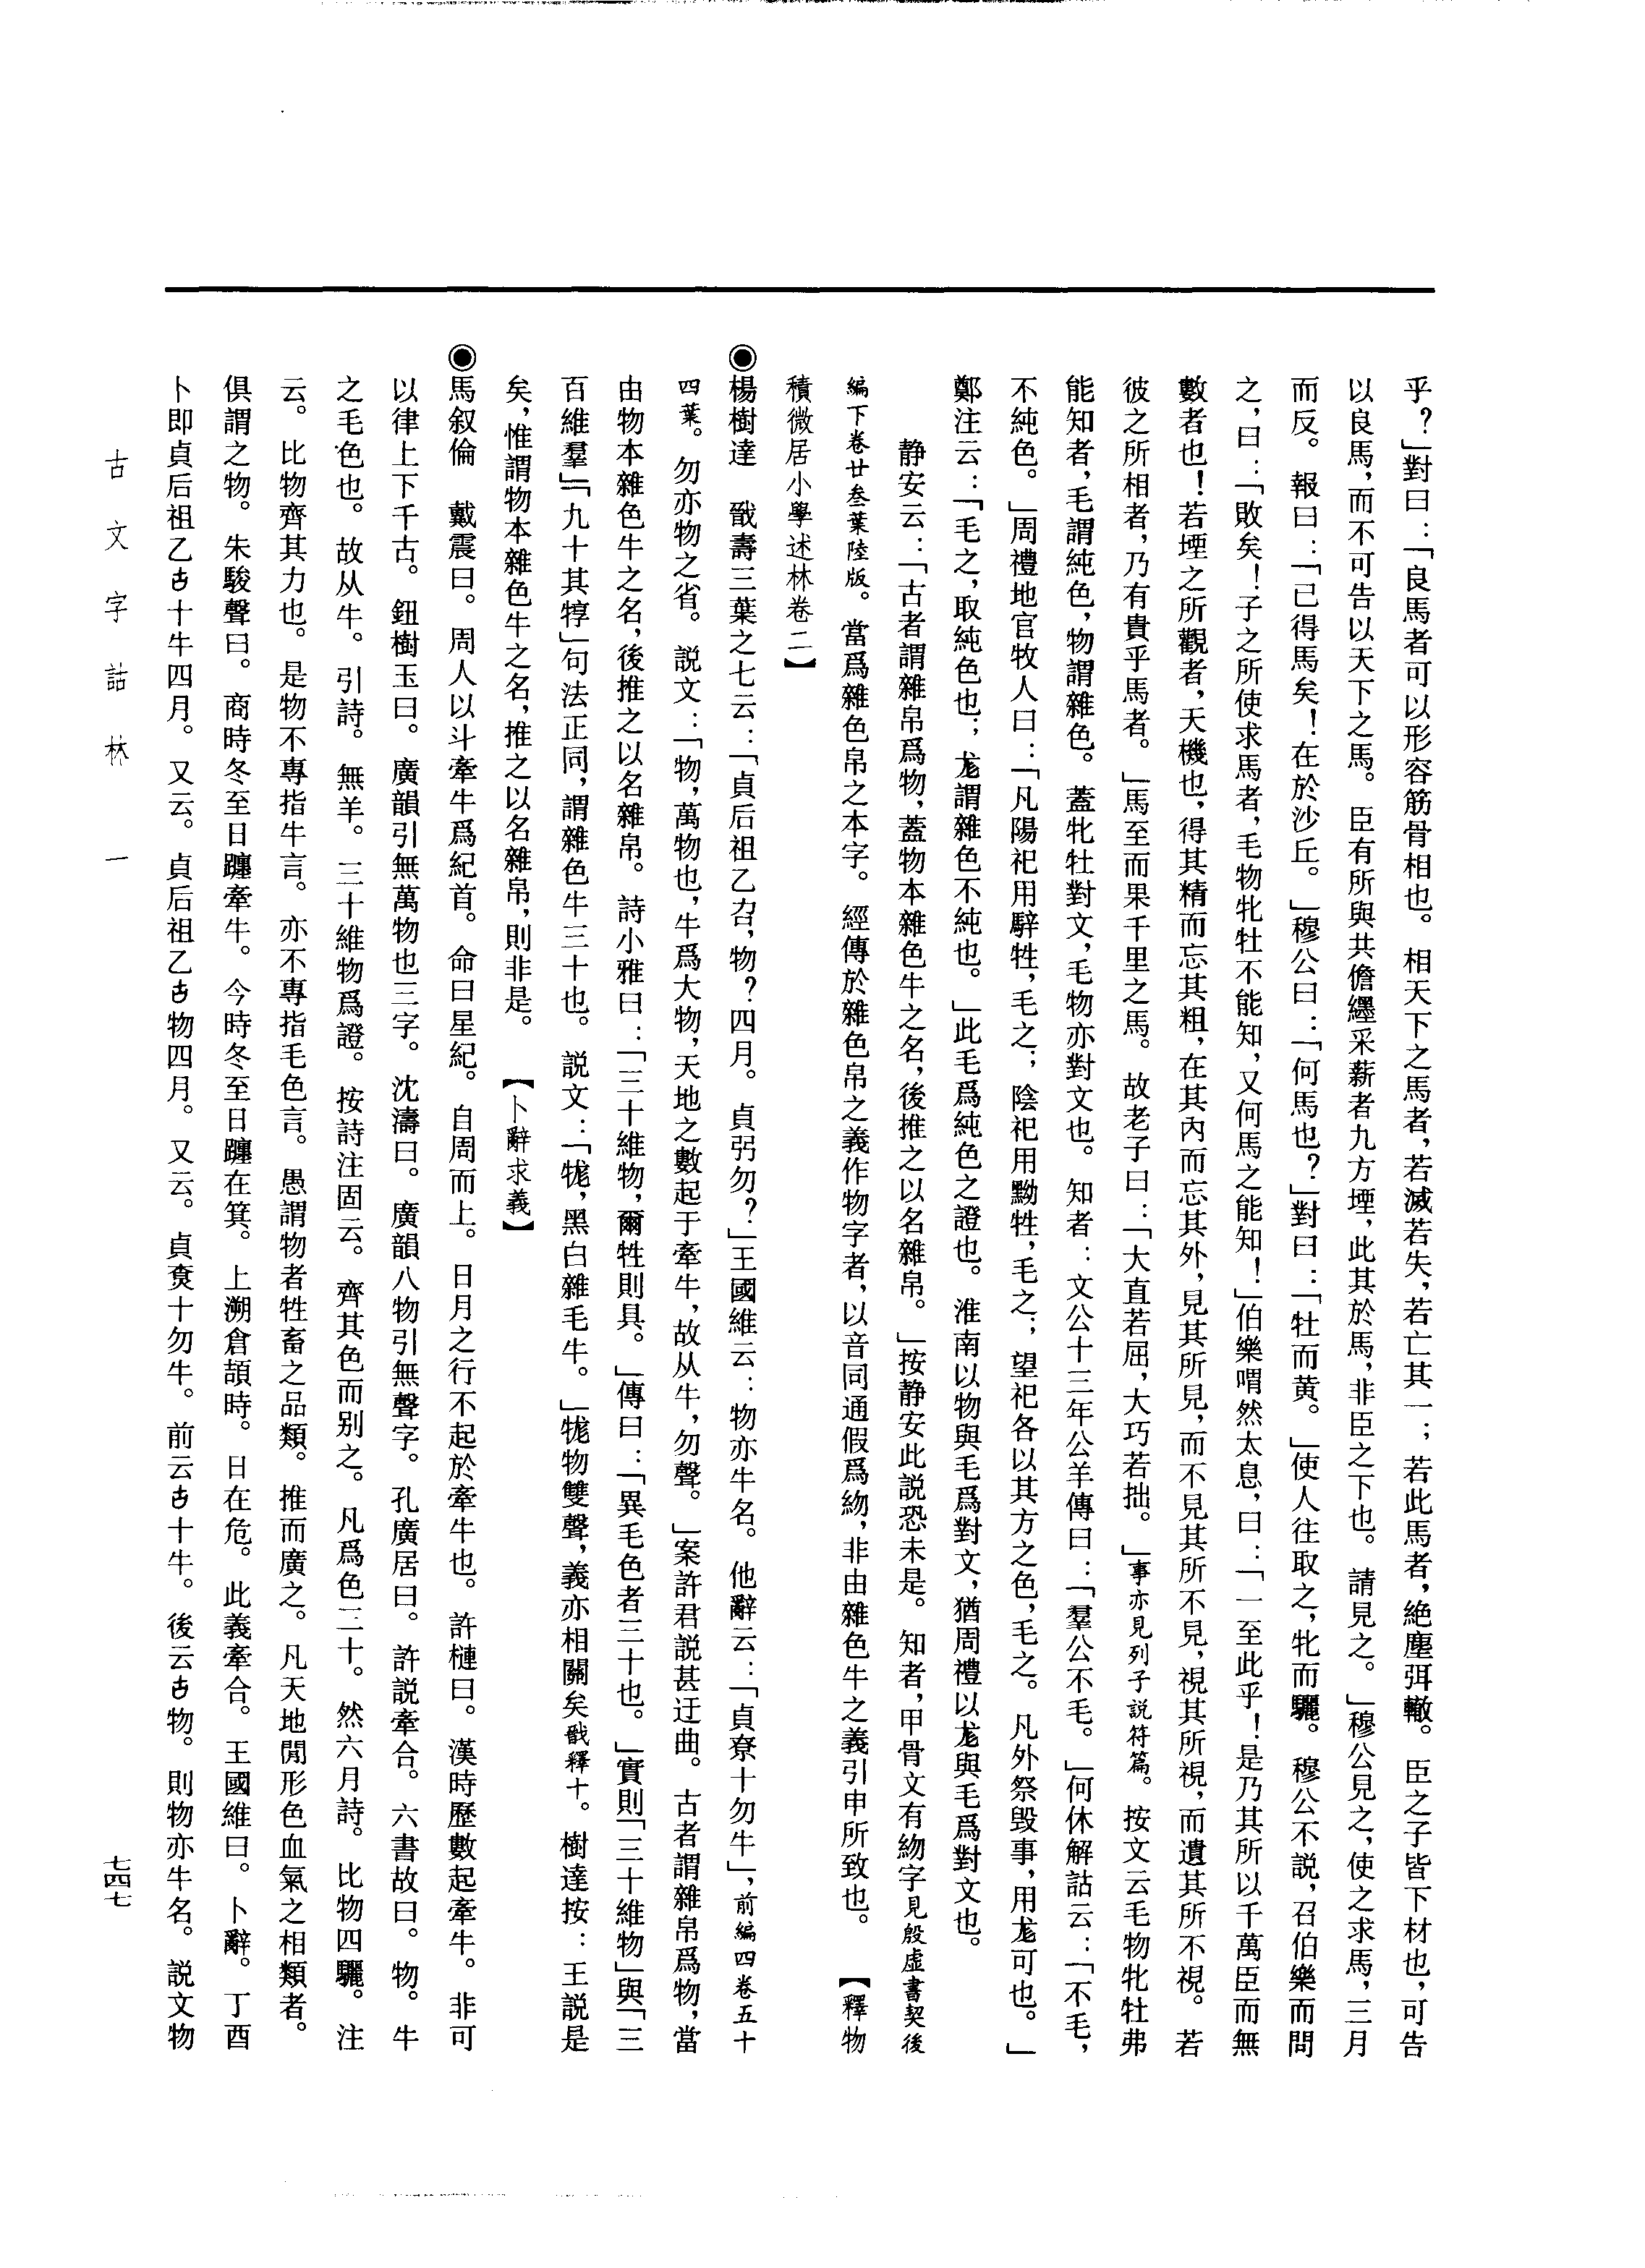 乎？」對曰：「良馬者可以形容筋骨相也。相天下之馬者，若滅若失，若亡其一；若此馬者，絶塵弭轍。臣之子皆下材也，可告
以良馬，而不可告以天下之馬。臣有所與共儋纆采薪者九方堙，此其於馬，非臣之下也。請見之。」穆公見之，使之求馬，三月
而反。報曰：「已得馬矣！在於沙丘。」穆公曰：「何馬也？」對曰：「牡而黄。」使人往取之，牝而驪。穆公不説，召伯樂而問
之，曰：「敗矣！子之所使求馬者，毛物牝牡不能知，又何馬之能知！」伯樂喟然太息，曰：「一至此乎！是乃其所以千萬臣而無
數者也！若堙之所觀者，天機也，得其精而忘其粗，在其内而忘其外，見其所見，而不見其所不見，視其所視，而遺其所不視。若
彼之所相者，乃有貴乎馬者。」馬至而果千里之馬。故老子曰：「大直若屈，大巧若拙。」事亦見列子説符篇。按文云毛物牝牡弗
能知者，毛謂純色，物謂雜色。蓋牝牡對文，毛物亦對文也。知者：文公十三年公羊傳曰：「羣公不毛。」何休解詁云：「不毛，
不純色。」周禮地官牧人曰：「凡陽祀用騂牲，毛之；陰祀用黝牲，毛之；望祀各以其方之色，毛之。凡外祭毁事，用尨可也。」
鄭注云：「毛之，取純色也；尨謂雜色不純也。」此毛爲純色之證也。淮南以物與毛爲對文，猶周禮以尨與毛爲對文也。
静安云：「古者謂雜帛爲物，蓋物本雜色牛之名，後推之以名雜帛。」按静安此説恐未是。知者，甲骨文有䊵字見殷虚書契後
編下卷廿叁葉陸版。當爲雜色帛之本字。經傳於雜色帛之義作物字者，以音同通假爲䊵，非由雜色牛之義引申所致也。【釋物
積微居小學述林卷二】
◉楊樹達　戩壽三葉之七云：「貞后祖乙召，物？四月。貞弜勿？」王國維云：物亦牛名。他辭云：「貞尞十勿牛」，前編四卷五十
四葉。勿亦物之省。説文：「物，萬物也，牛爲大物，天地之數起于牽牛，故从牛，勿聲。」案許君説甚迂曲。古者謂雜帛爲物，當
由物本雜色牛之名，後推之以名雜帛。詩小雅曰：「三十維物，爾牲則具。」傳曰：「異毛色者三十也。」實則「三十維物」與「三
百維羣」「九十其犉」句法正同，謂雜色牛三十也。説文：「牻，黑白雜毛牛。」牻物雙聲，義亦相關矣戩釋十。樹達按：王説是
矣，惟謂物本雜色牛之名，推之以名雜帛，則非是。【卜辭求義】
◉馬叙倫　戴震曰。周人以斗牽牛爲紀首。命曰星紀。自周而上。日月之行不起於牽牛也。許槤曰。漢時歷數起牽牛。非可
以律上下千古。鈕樹玉曰。廣韻引無萬物也三字。沈濤曰。廣韻八物引無聲字。孔廣居曰。許説牽合。六書故曰。物。牛
之毛色也。故从牛。引詩。無羊。三十維物爲證。按詩注固云。齊其色而别之。凡爲色三十。然六月詩。比物四驪。注
云。比物齊其力也。是物不專指牛言。亦不專指毛色言。愚謂物者牲畜之品類。推而廣之。凡天地閒形色血氣之相類者。
俱謂之物。朱駿聲曰。商時冬至日躔牽牛。今時冬至日躔在箕。上溯倉頡時。日在危。此義牽合。王國維曰。卜辭。丁酉
卜即貞后祖乙十牛四月。又云。貞后祖乙物四月。又云。貞十勿牛。前云十牛。後云物。則物亦牛名。説文物
古文字詁林　一
七四七